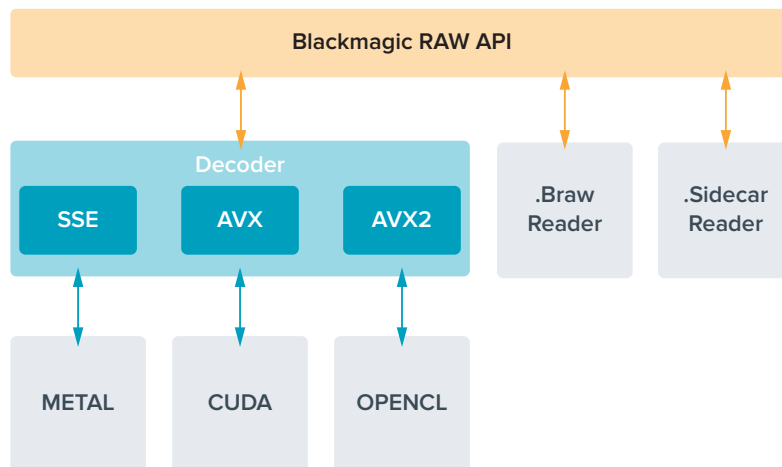 Blackmagic RAW API
Decoder
SSE
AVX
AVX2
.Braw
Reader
.Sidecar
Reader
METAL
CUDA
OPENCL